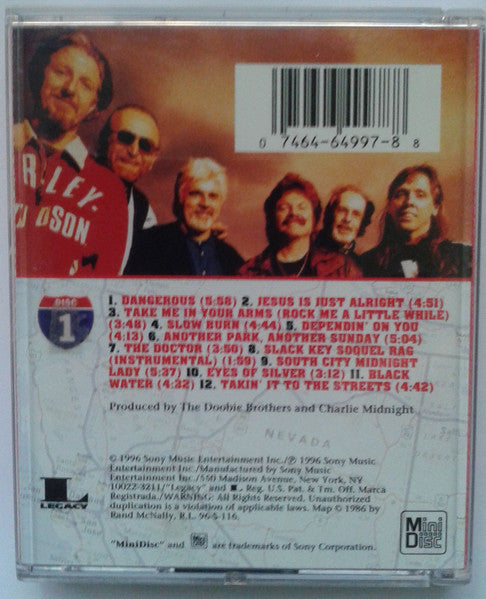 0 7464-64997-8 8
RLEY
DSON
DISC
1
1. DANGEROUS (5:58) 2. JESUS IS JUST ALRIGHT (4:51)
3. TAKE ME IN YOUR ARMS (ROCK ME A LITTLE WHILE)
(3:48) 4. SLOW BURN (4:44) 5. DEPENDIN' ON YOU
(4:13) 6. ANOTHER PARK, ANOTHER SUNDAY (5:04)
7. THE DOCTOR (3:50) 8. SLACK KEY SOQUEL RAG
(INSTRUMENTAL) (1:59) 9. SOUTH CITY MIDNIGHT
LADY (5:37) 10. EYES OF SILVER (3:12) 11. BLACK
WATER (4:32) 12. TAKIN' IT TO THE STREETS (4:42)
Produced by The Doobie Brothers and Charlie Midnight
NEVADA
© 1996 Sony Music Entertainment Inc./℗ 1996 Sony Music
Entertainment Inc./Manufactured by Sony Music
Entertainment Inc./550 Madison Avenue, New York, NY
10022-3211/"Legacy" and L Reg. U.S. Pat. & Tm. Off. Marca
Registrada./WARNING: All Rights Reserved. Unauthorized
duplication is a violation of applicable laws. Map © 1986 by
Rand McNally, R.L. 96-S-116.
L
LEGACY
"MiniDisc" and are trademarks of Sony Corporation.
Mini
Disc